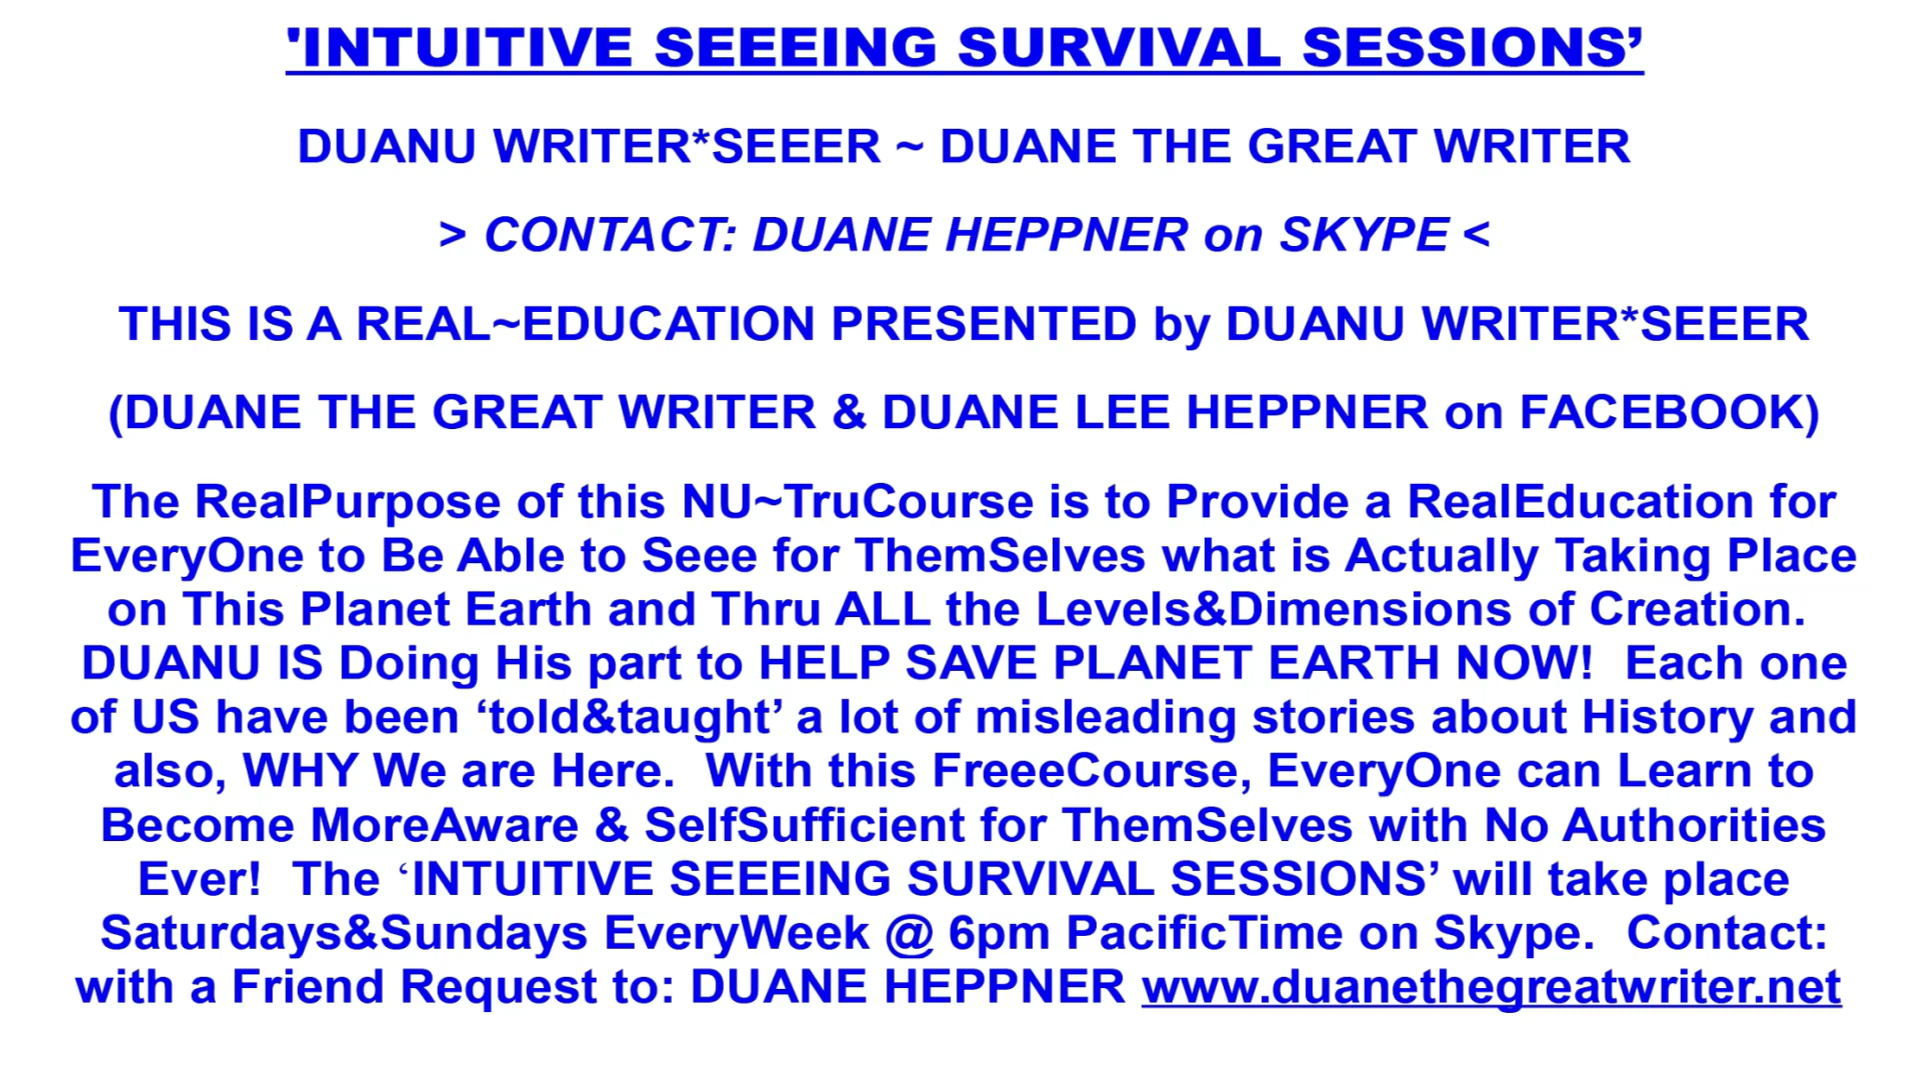 'INTUITIVE SEEEING SURVIVAL SESSIONS’
DUANU WRITER*SEEER ~ DUANE THE GREAT WRITER
> CONTACT: DUANE HEPPNER on SKYPE <
THIS IS A REAL~EDUCATION PRESENTED by DUANU WRITER*SEEER
(DUANE THE GREAT WRITER & DUANE LEE HEPPNER on FACEBOOK)
The RealPurpose of this NU~TruCourse is to Provide a RealEducation for
EveryOne to Be Able to Seee for ThemSelves what is Actually Taking Place
on This Planet Earth and Thru ALL the Levels&Dimensions of Creation.
DUANU IS Doing His part to HELP SAVE PLANET EARTH NOW!  Each one
of US have been ‘told&taught’ a lot of misleading stories about History and
also, WHY We are Here.  With this FreeeCourse, EveryOne can Learn to
Become MoreAware & SelfSufficient for ThemSelves with No Authorities
Ever!  The ‘INTUITIVE SEEEING SURVIVAL SESSIONS’ will take place
Saturdays&Sundays EveryWeek @ 6pm PacificTime on Skype.  Contact:
with a Friend Request to: DUANE HEPPNER www.duanethegreatwriter.net